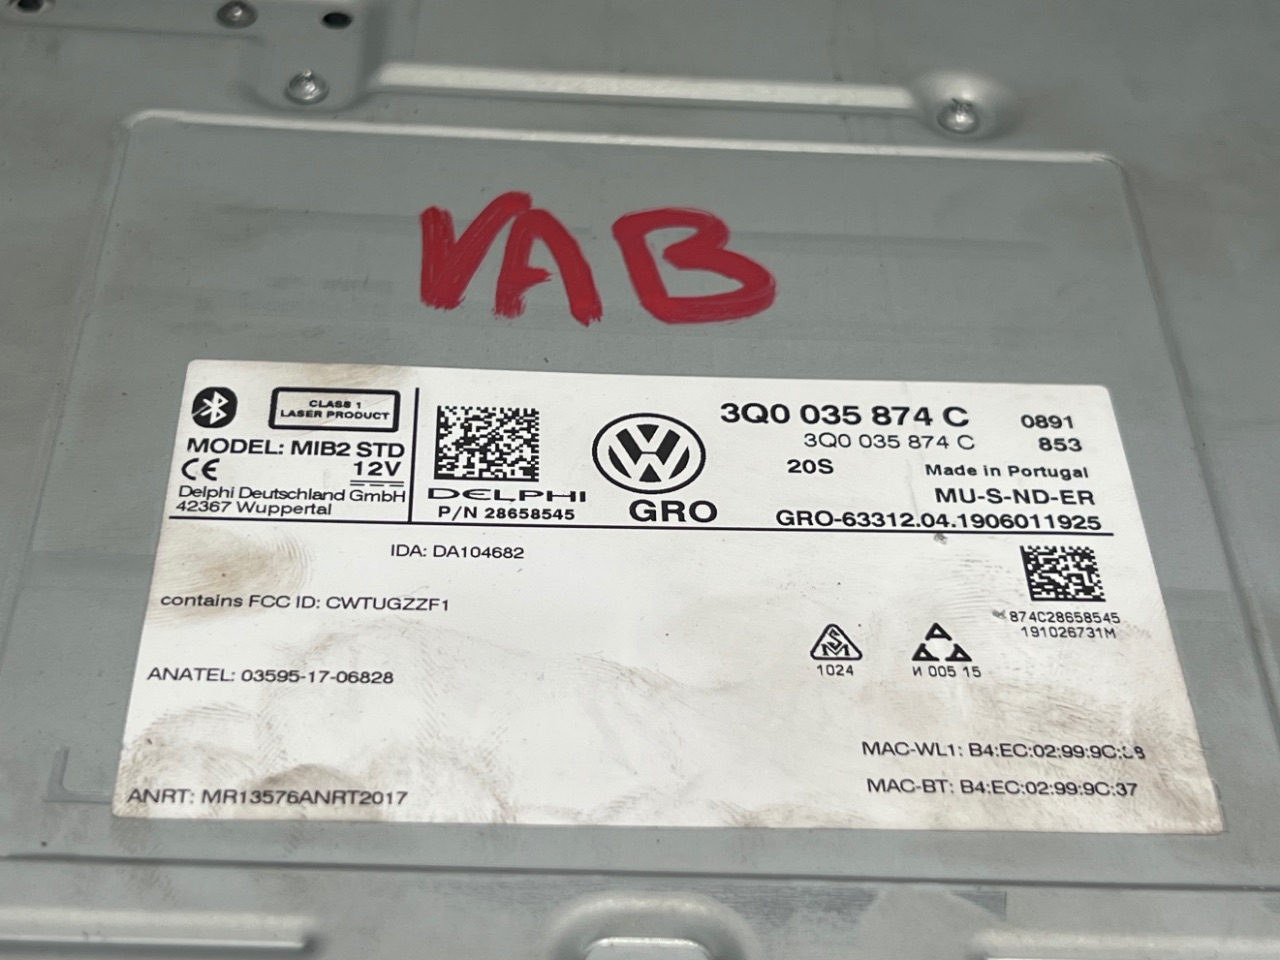 VAB
CLASS 1
LASER PRODUCT
MODEL: MIB2 STD
CE 12V
Delphi Deutschland GmbH
42367 Wuppertal
DELPHI
P/N 28658545
GRO
3Q0 035 874 C 0891
3Q0 035 874 C 853
20S Made in Portugal
MU-S-ND-ER
GRO-63312.04.1906011925
IDA: DA104682
contains FCC ID: CWTUGZZF1
874C28658545
191026731M
SM
1024
И 005 15
ANATEL: 03595-17-06828
MAC-WL1:
MAC-BT: B4:EC:02:99:9C:37
ANRT: MR13576ANRT2017